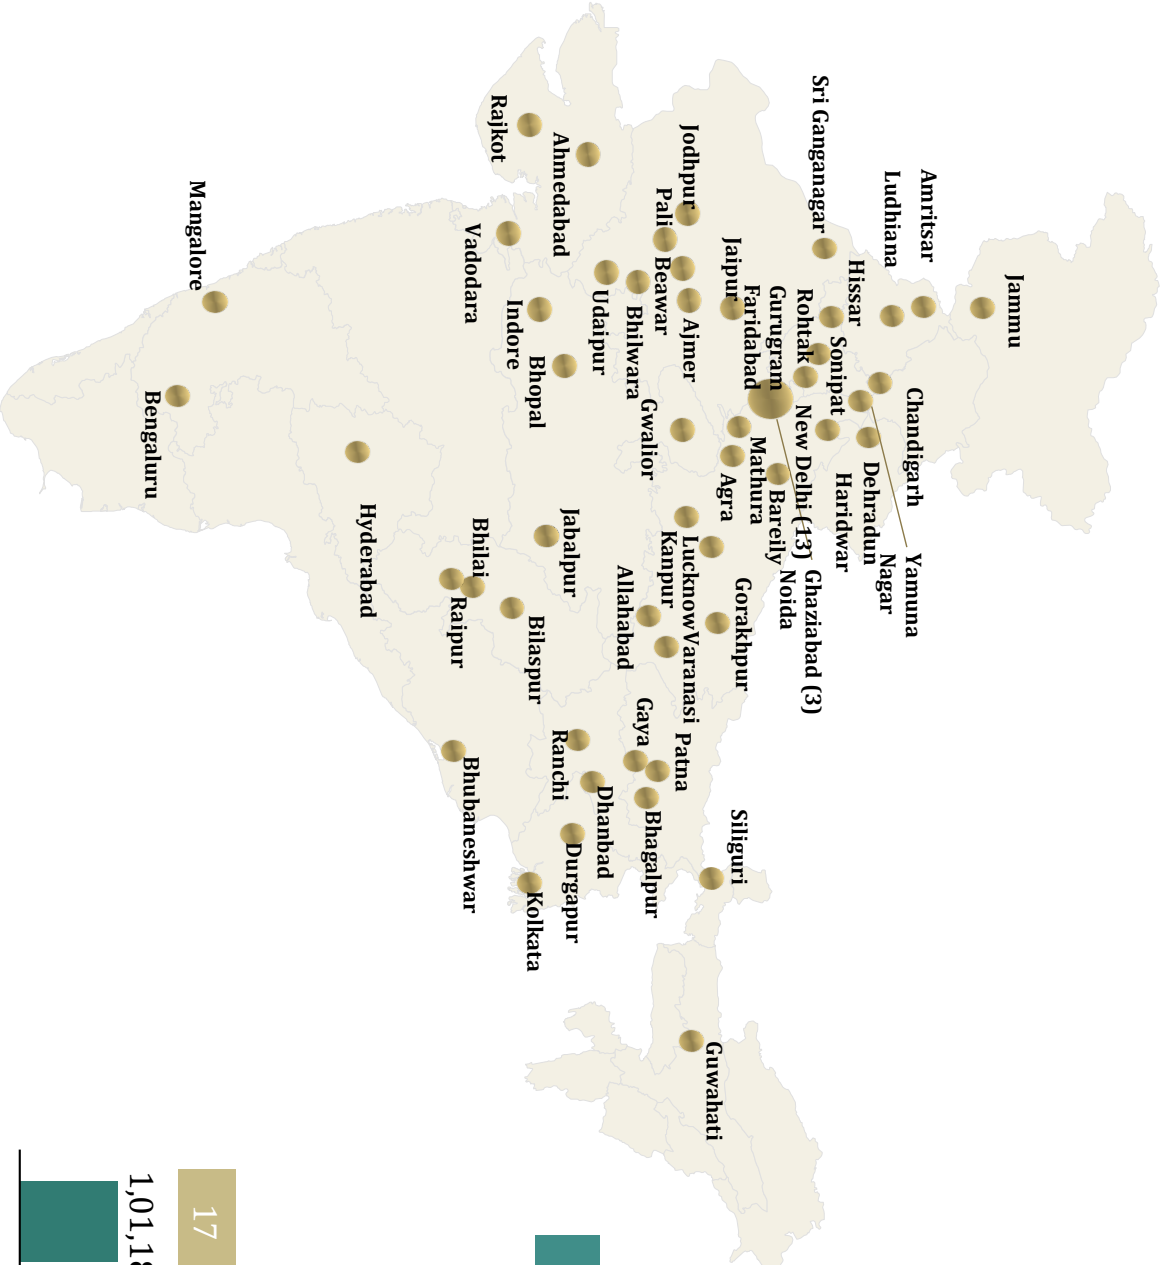 Jammu
Amritsar
Chandigarh
Yamuna
Nagar
Ludhiana
Dehradun
Hissar
Haridwar
Sonipat
Sri Ganganagar
Ghaziabad (3)
Rohtak
New Delhi (13)
Noida
Gurugram
Bareily
Mathura
Faridabad
Gorakhpur
Siliguri
Jaipur
Agra
Guwahati
Jodhpur
Ajmer
Lucknow
Varanasi
Patna
Kanpur
Pali
Beawar
Bhagalpur
Gwalior
Gaya
Bhilwara
Allahabad
Dhanbad
Udaipur
Durgapur
Jabalpur
Ahmedabad
Ranchi
Bhopal
Bilaspur
Kolkata
Indore
Rajkot
Bhilai
Vadodara
Bhubaneshwar
Raipur
Hyderabad
17
Mangalore
Bengaluru